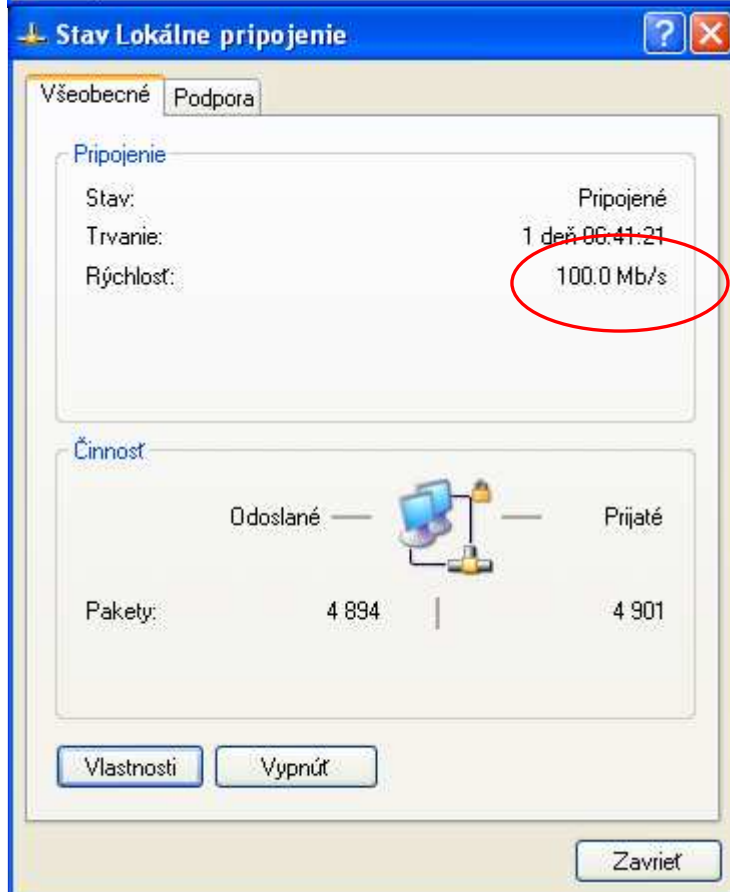 Stav Lokálne pripojenie
Všeobecné Podpora
Pripojenie
Stav: Pripojené
Trvanie: 1 deň 06:41:21
Rýchlosť: 100.0 Mb/s
Činnosť
Odoslané Prijaté
Pakety: 4 894 4 901
Vlastnosti Vypnúť
Zavrieť